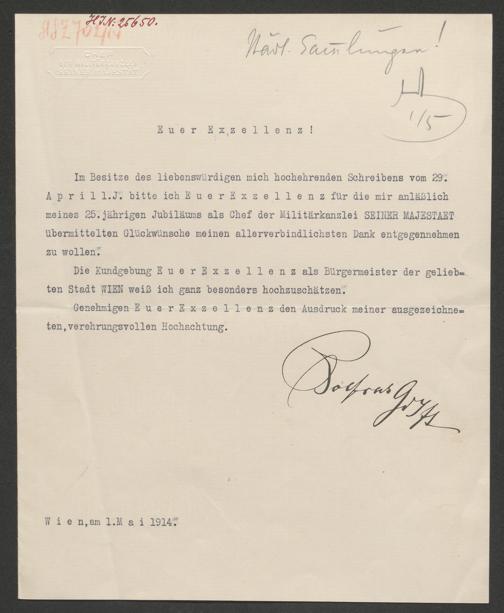 HIN: 25650.
Städt. Sammlungen!
1/5
Euer Exzellenz!
Im Besitze des liebenswürdigen mich hochehrenden Schreibens vom 29.
April l.J. bitte ich Euer Exzellenz für die mir anläßlich
meines 25.jährigen Jubiläums als Chef der Militärkanzlei SEINER MAJESTAET
übermittelten Glückwünsche meinen allerverbindlichsten Dank entgegennehmen
zu wollen.
Die Kundgebung Euer Exzellenz als Bürgermeister der gelieb=
ten Stadt WIEN weiß ich ganz besonders hochzuschätzen.
Genehmigen Euer Exzellenz den Ausdruck meiner ausgezeichne=
ten,verehrungsvollen Hochachtung.
Bolfras
Wien,am 1.Mai 1914.